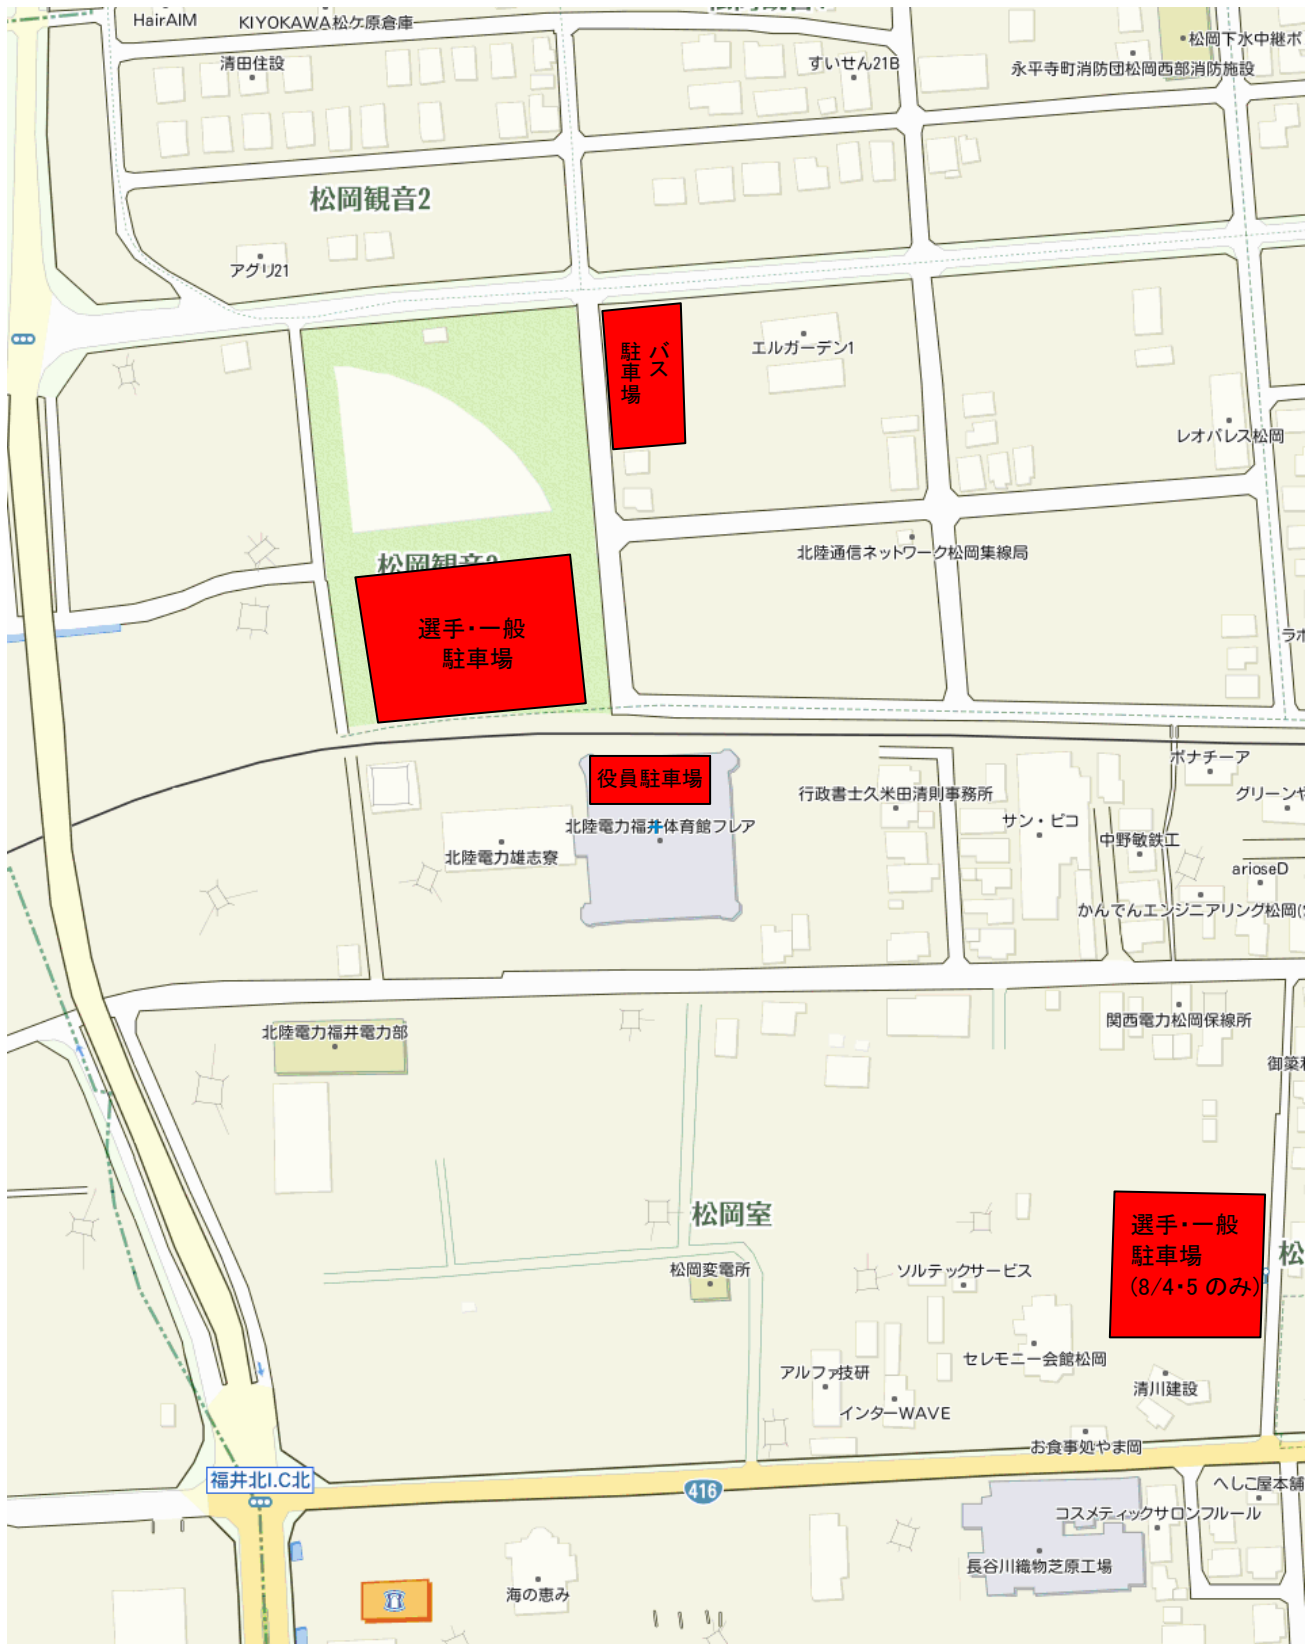 HairAIM
KIYOKAWA松ケ原倉庫
清田住設
すいせん21B
松岡下水中継ポ
永平寺町消防団松岡西部消防施設
松岡観音2
アグリ21
バス
駐車場
エルガーデン1
レオパレス松岡
北陸通信ネットワーク松岡集線局
選手・一般
駐車場
ラポ
役員駐車場
北陸電力福井体育館フレア
北陸電力雄志寮
行政書士久米田清則事務所
サン・ビコ
ボナチーア
グリーンヤ
中野敏鉄工
arioseD
かんでんエンジニアリング松岡(
北陸電力福井電力部
関西電力松岡保線所
御簗
松岡室
松岡変電所
ソルテックサービス
選手・一般
駐車場
(8/4・5のみ)
松
セレモニー会館松岡
アルファ技研
インターWAVE
清川建設
お食事処やま岡
福井北I.C北
416
へしこ屋本舗
コスメティックサロンフルール
長谷川織物芝原工場
海の恵み